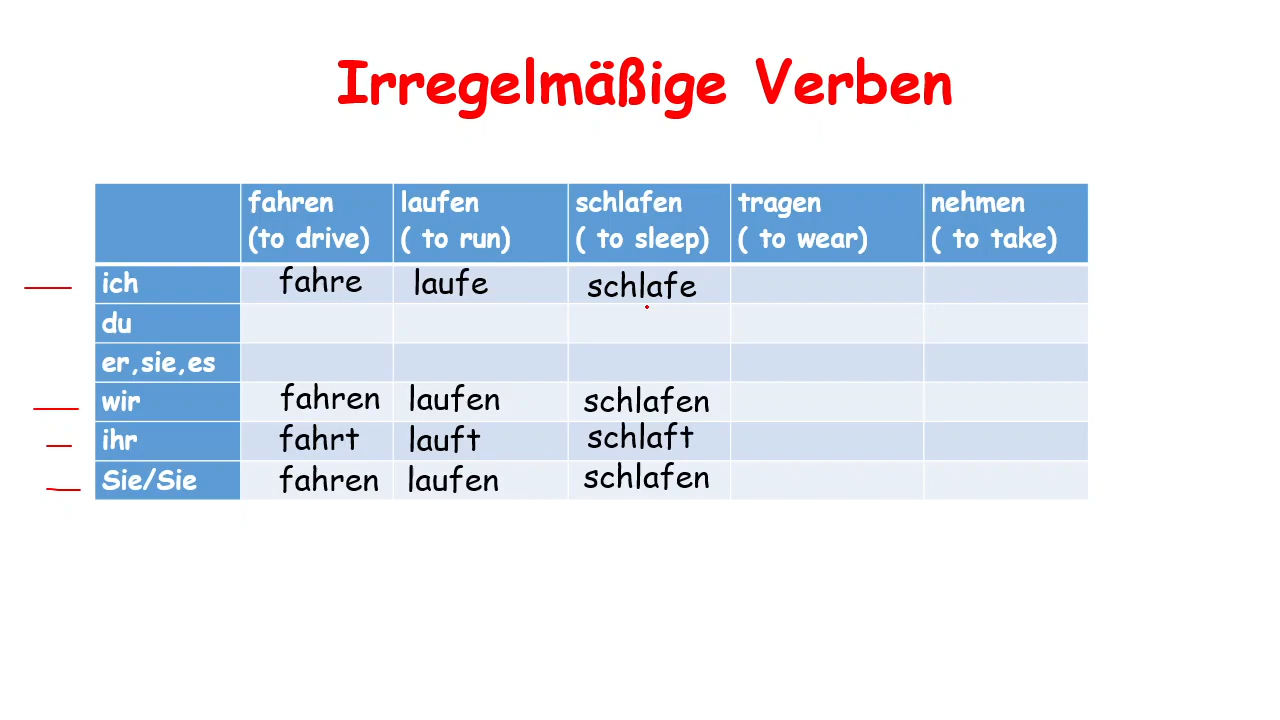 Irregelmäßige Verben
fahren laufen schlafen tragen nehmen
(to drive) ( to run) ( to sleep) ( to wear) ( to take)
ich fahre laufe schlafe
du
er,sie,es
wir fahren laufen schlafen
ihr fahrt lauft schlaft
Sie/Sie fahren laufen schlafen